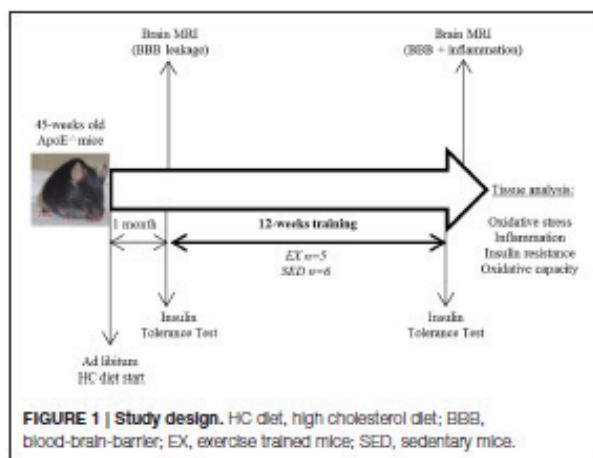 Brain MRI
(BBB leakage)
Brain MRI
(BBB + inflammation)
45-weeks old
ApoE-/- mice
1 month
12-weeks training
EX n=5
SED n=6
Tissue analysis:
Oxidative stress
Inflammation
Insulin resistance
Oxidative capacity
Insulin
Tolerance Test
Insulin
Tolerance Test
Ad libitum
HC diet start
FIGURE 1 | Study design. HC diet, high cholesterol diet; BBB,
blood-brain-barrier; EX, exercise trained mice; SED, sedentary mice.